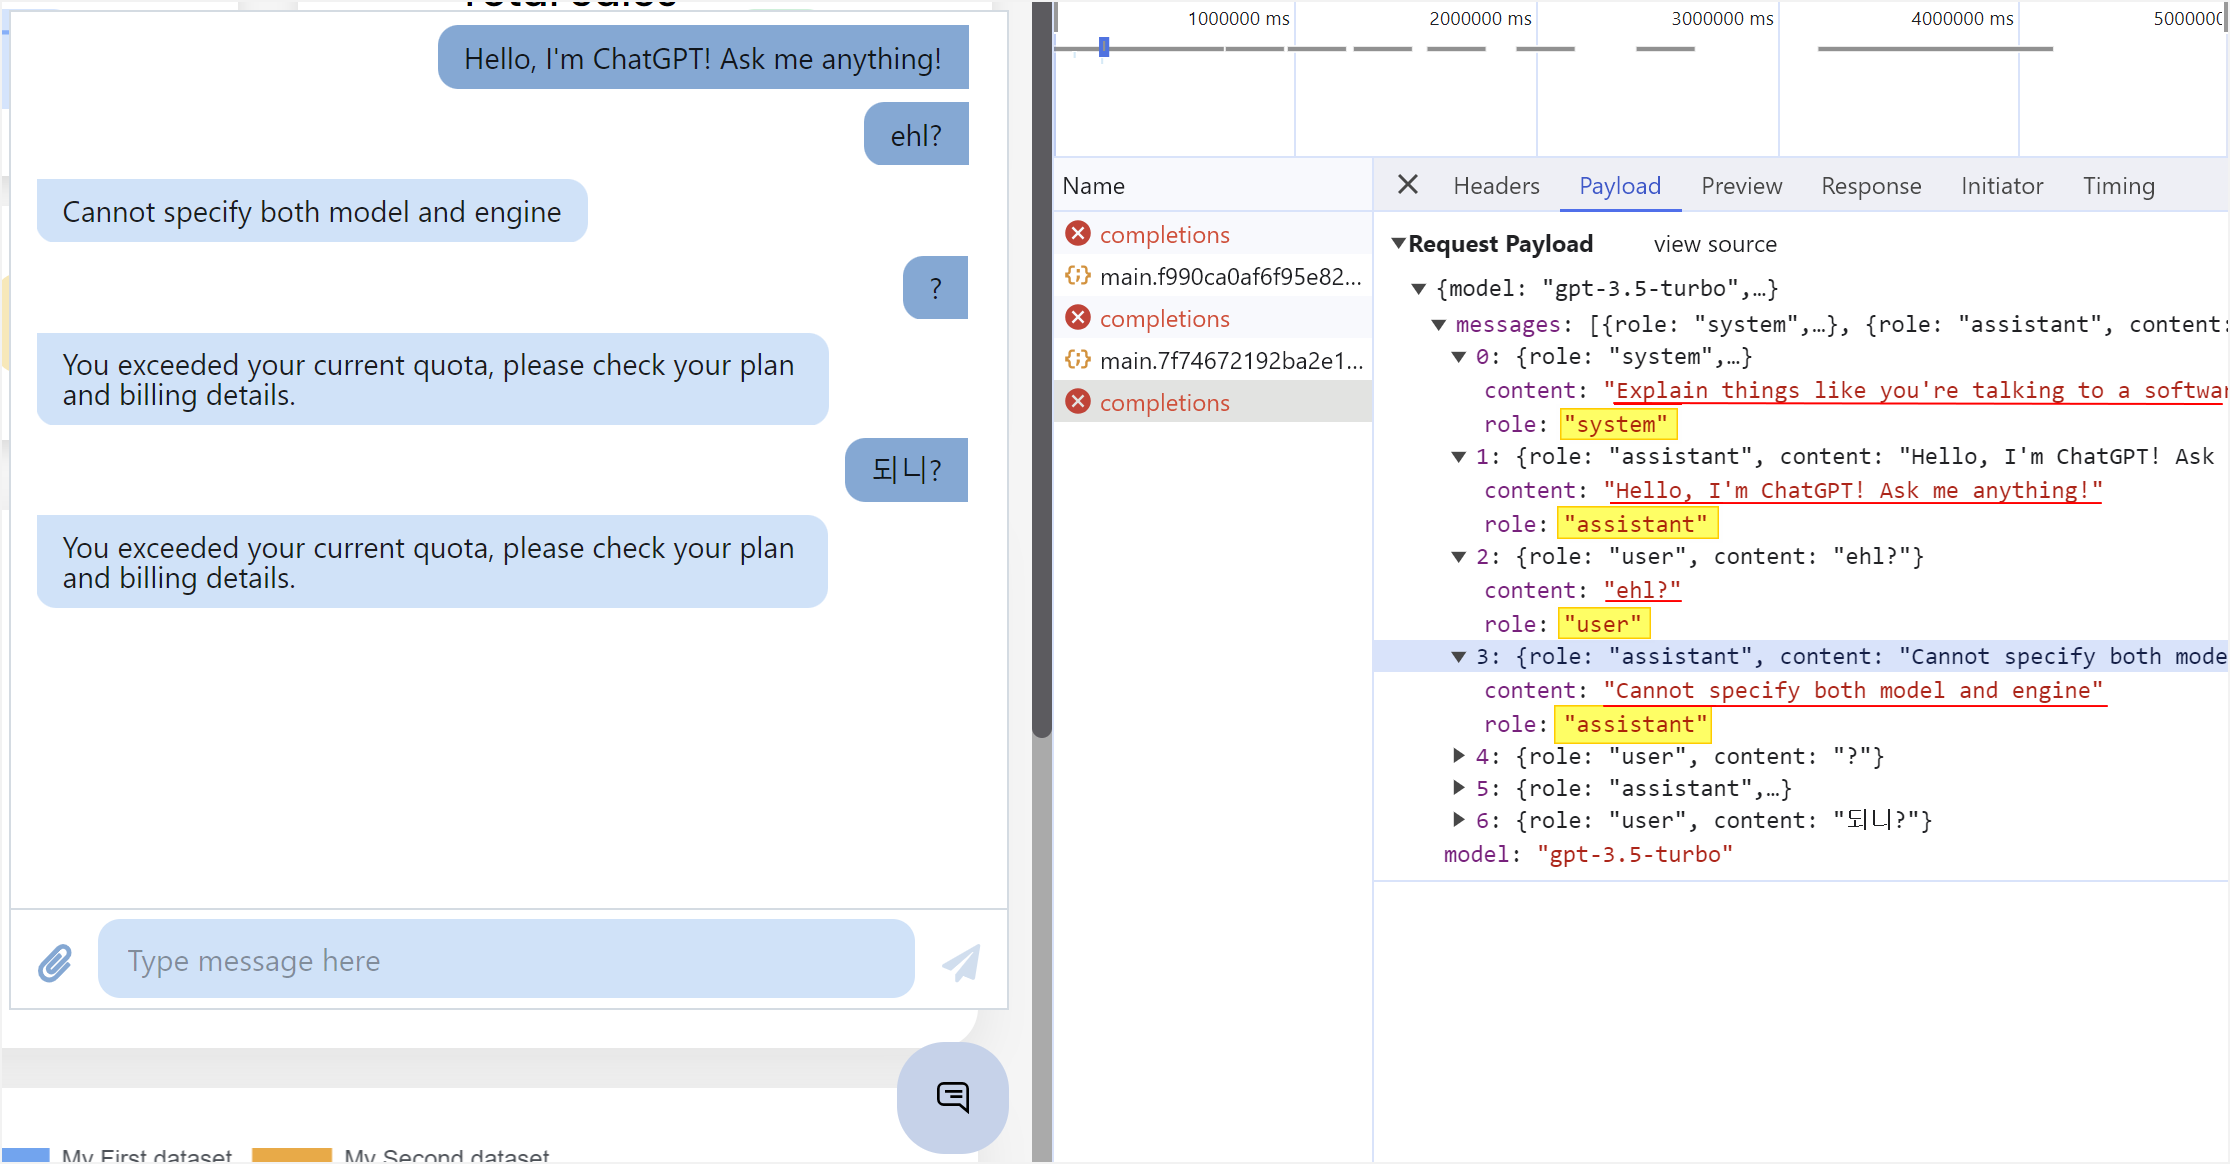 Total sales
Hello, I'm ChatGPT! Ask me anything!
ehl?
Cannot specify both model and engine
?
You exceeded your current quota, please check your plan
and billing details.
되니?
You exceeded your current quota, please check your plan
and billing details.
Type message here
My First dataset
My Second dataset
1000000 ms
2000000 ms
3000000 ms
4000000 ms
500000
Name
completions
main.f990ca0af6f95e82...
completions
main.7f74672192ba2e1...
completions
Headers
Payload
Preview
Response
Initiator
Timing
Request Payload
view source
{model: "gpt-3.5-turbo",…}
messages: [{role: "system",…}, {role: "assistant", content:
0: {role: "system",…}
content: "Explain things like you're talking to a softwar
role: "system"
1: {role: "assistant", content: "Hello, I'm ChatGPT! Ask
content: "Hello, I'm ChatGPT! Ask me anything!"
role: "assistant"
2: {role: "user", content: "ehl?"}
content: "ehl?"
role: "user"
3: {role: "assistant", content: "Cannot specify both mode
content: "Cannot specify both model and engine"
role: "assistant"
4: {role: "user", content: "?"}
5: {role: "assistant",…}
6: {role: "user", content: "되니?"}
model: "gpt-3.5-turbo"